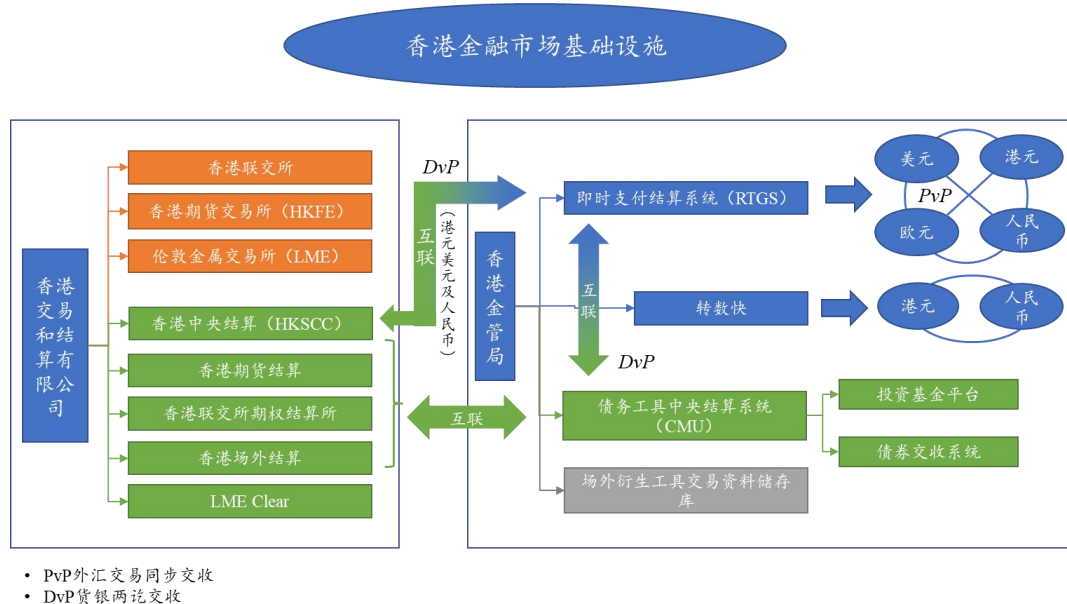 香港金融市场基础设施
香港
交易
和结
算有
限公
司
香港联交所
香港期货交易所（HKFE）
伦敦金属交易所（LME）
香港中央结算（HKSCC）
香港期货结算
香港联交所期权结算所
香港场外结算
LME Clear
DvP
互联
（港元美元及人民币）
互联
香港金管局
即时支付结算系统（RTGS）
互联
DvP
转数快
债务工具中央结算系统
（CMU）
场外衍生工具交易资料储存
库
美元
港元
PvP
欧元
人民
币
港元
人民
币
投资基金平台
债券交收系统
• PvP外汇交易同步交收
• DvP货银两讫交收